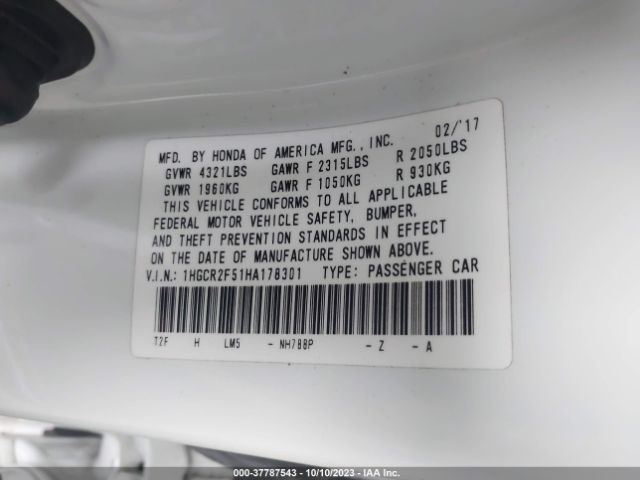 MFD. BY HONDA OF AMERICA MFG., INC. 02/'17
GVWR 4321LBS GAWR F 2315LBS R 2050LBS
GVWR 1960KG GAWR F 1050KG R 930KG
THIS VEHICLE CONFORMS TO ALL APPLICABLE
FEDERAL MOTOR VEHICLE SAFETY, BUMPER,
AND THEFT PREVENTION STANDARDS IN EFFECT
ON THE DATE OF MANUFACTURE SHOWN ABOVE.
V.I.N.: 1HGCR2F51HA178301 TYPE: PASSENGER CAR
T2F H LM5 - NH788P - Z - A
000-37787543 - 10/10/2023 - IAAI.com